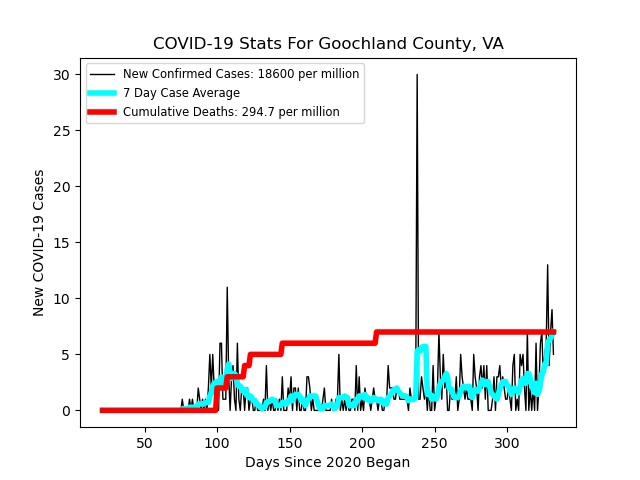 COVID-19 Stats For Goochland County, VA
New Confirmed Cases: 18600 per million
7 Day Case Average
Cumulative Deaths: 294.7 per million
New COVID-19 Cases
30
25
20
15
10
5
0
50
100
150
200
250
300
Days Since 2020 Began